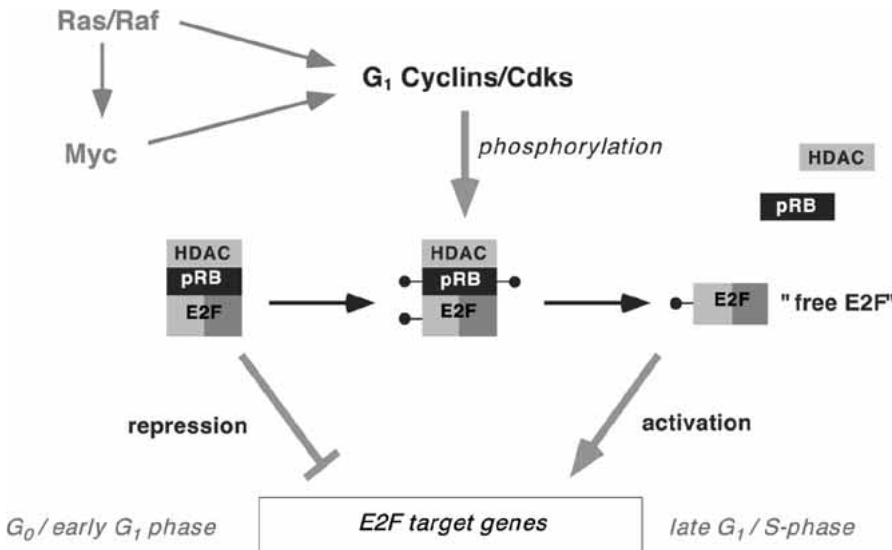 Ras/Raf
G1 Cyclins/Cdks
Myc
phosphorylation
HDAC
pRB
HDAC
pRB
E2F
HDAC
pRB
E2F
E2F
"free E2F"
repression
activation
G0 / early G1 phase
E2F target genes
late G1 / S-phase